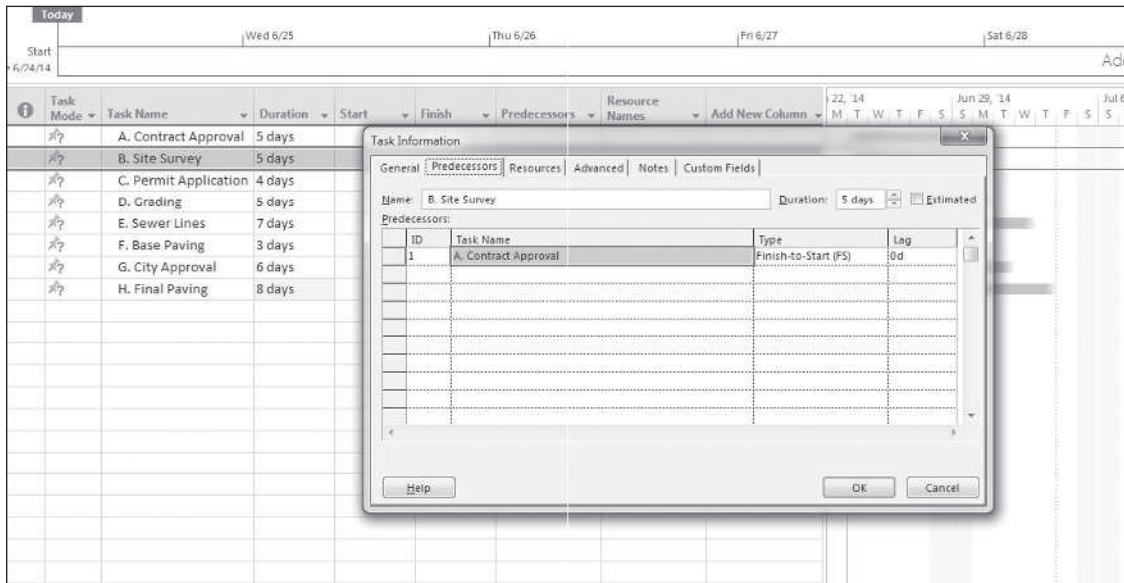 Today
Wed 6/25 Thu 6/26 Fri 6/27 Sat 6/28
Start
6/24/14
Task Mode Task Name Duration Start Finish Predecessors Resource Names Add New Column
22, '14 Jun 29, '14 Jul 6
M T W T F S S M T W T F S S
A. Contract Approval 5 days
B. Site Survey 5 days
C. Permit Application 4 days
D. Grading 5 days
E. Sewer Lines 7 days
F. Base Paving 3 days
G. City Approval 6 days
H. Final Paving 8 days
Task Information
General Predecessors Resources Advanced Notes Custom Fields
Name: B. Site Survey Duration: 5 days Estimated
Predecessors:
ID Task Name Type Lag
1 A. Contract Approval Finish-to-Start (FS) 0d
Help OK Cancel